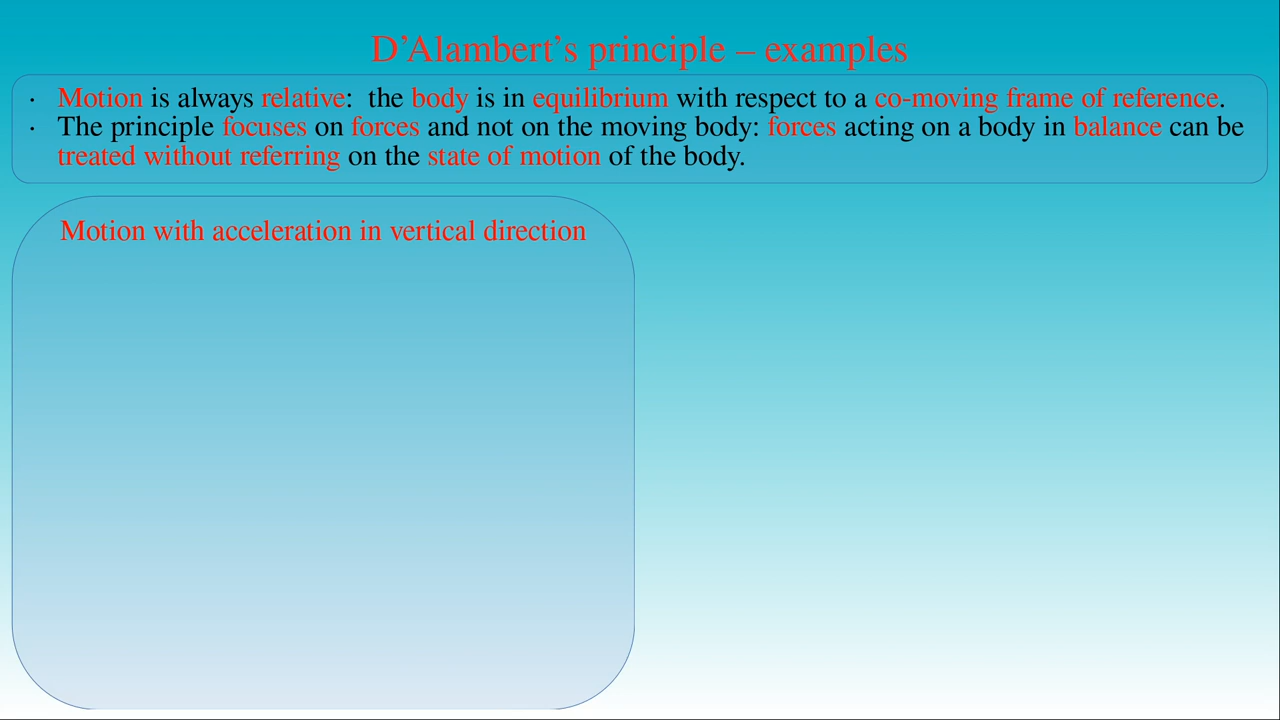 D’Alambert’s principle – examples
· Motion is always relative: the body is in equilibrium with respect to a co-moving frame of reference.
· The principle focuses on forces and not on the moving body: forces acting on a body in balance can be
treated without referring on the state of motion of the body.
Motion with acceleration in vertical direction